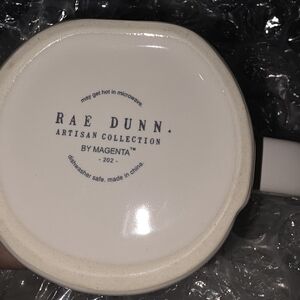 may get hot in microwave.
RAE DUNN.
ARTISAN COLLECTION
BY MAGENTA™
- 202 -
dishwasher safe. made in china.